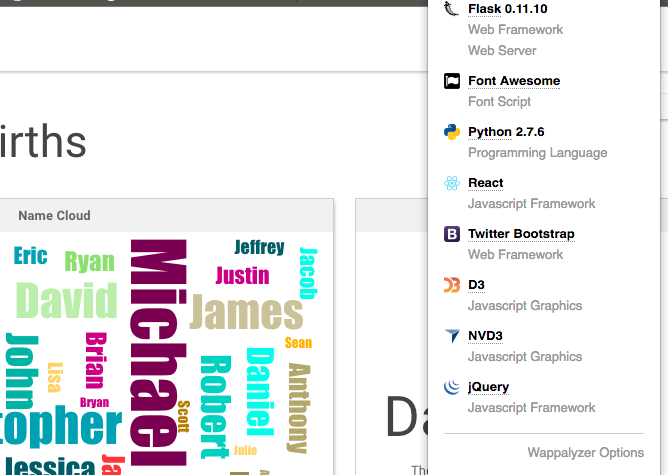 irths
Name Cloud
Eric
Ryan
Jeffrey
Jacob
Justin
David
Michael
James
Sean
John
Lisa
Brian
Bryan
Scott
Robert
Daniel
Anthony
Julie
topher
Jessica
Ja
A
Da
The
Flask 0.11.10
Web Framework
Web Server
Font Awesome
Font Script
Python 2.7.6
Programming Language
React
Javascript Framework
Twitter Bootstrap
Web Framework
D3
Javascript Graphics
NVD3
Javascript Graphics
jQuery
Javascript Framework
Wappalyzer Options